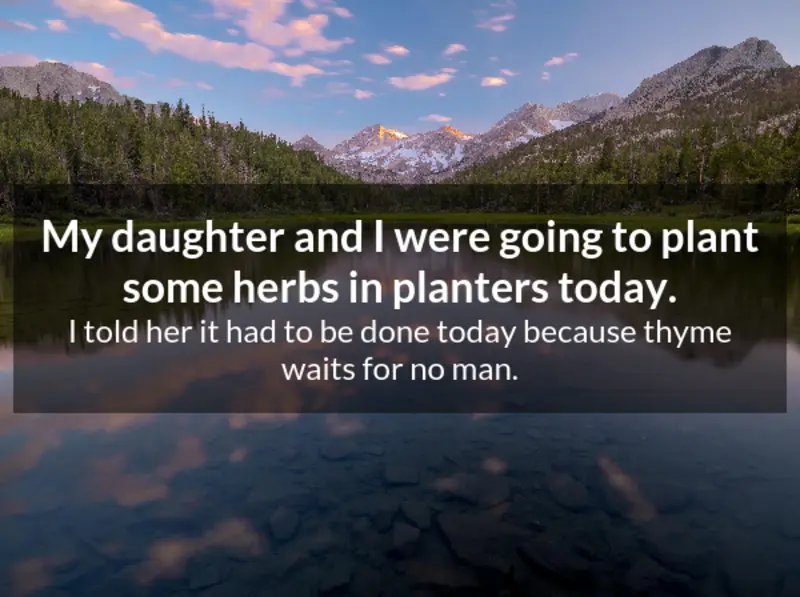 My daughter and I were going to plant
some herbs in planters today.
I told her it had to be done today because thyme
waits for no man.